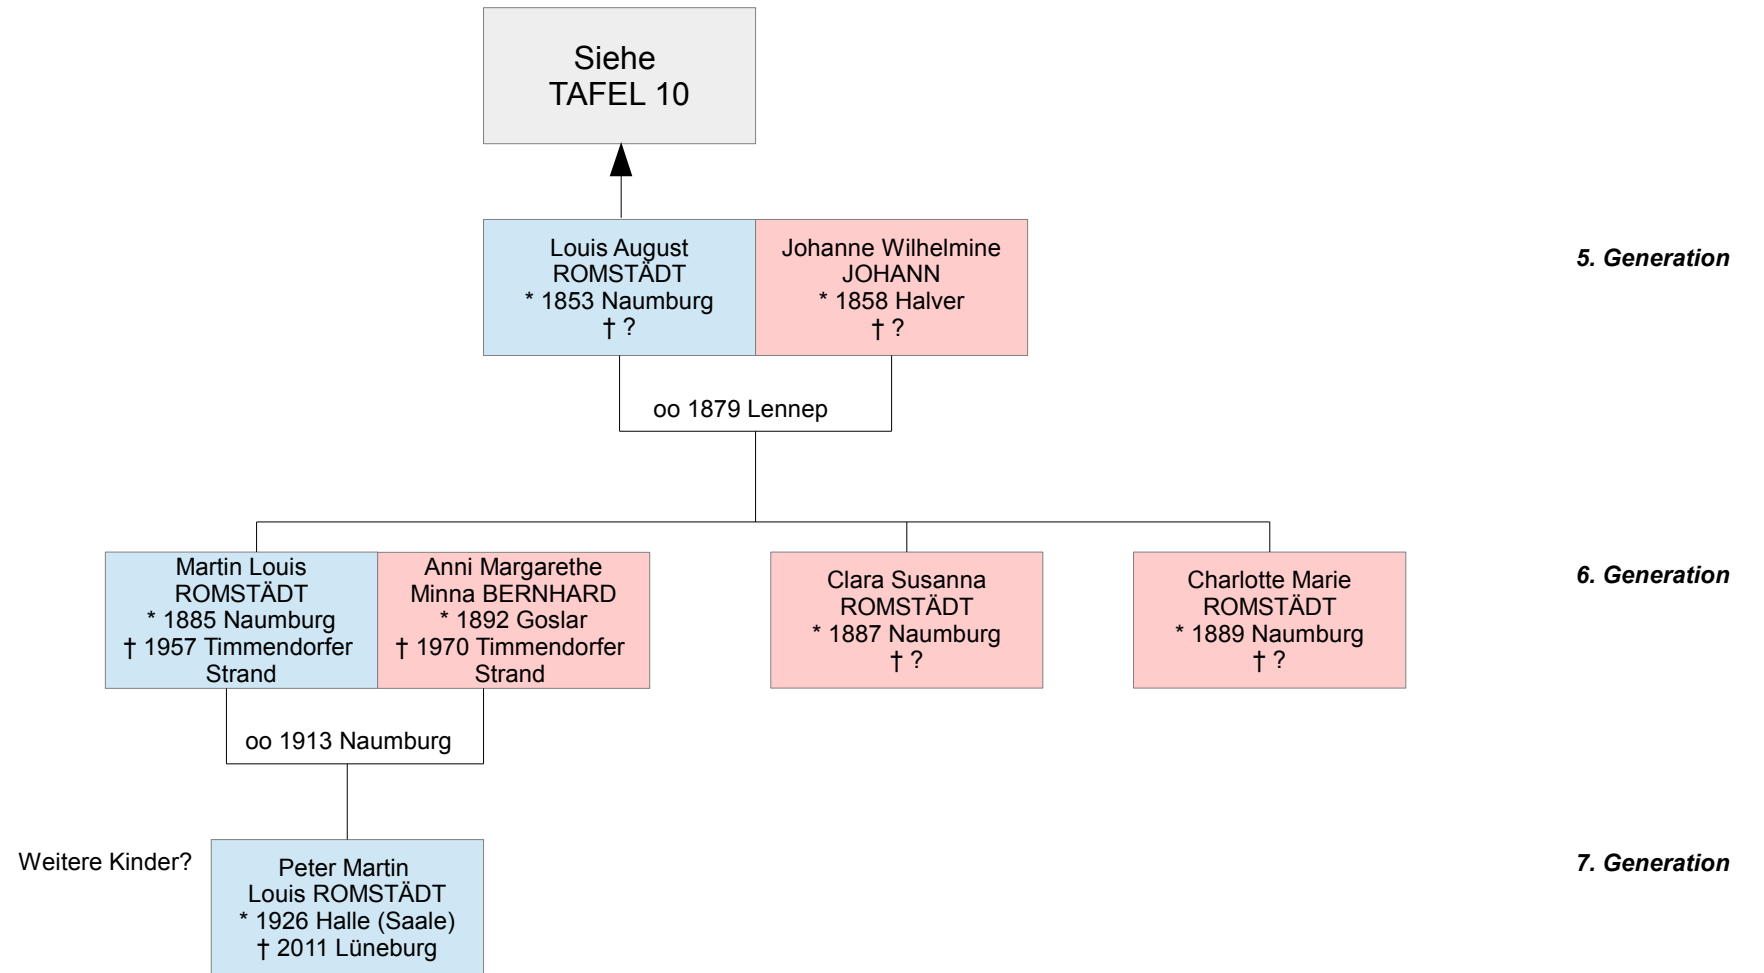 Siehe
TAFEL 10
Louis August
ROMSTÄDT
* 1853 Naumburg
† ?
Johanne Wilhelmine
JOHANN
* 1858 Halver
† ?
5. Generation
oo 1879 Lennep
Martin Louis
ROMSTÄDT
* 1885 Naumburg
† 1957 Timmendorfer
Strand
Anni Margarethe
Minna BERNHARD
* 1892 Goslar
† 1970 Timmendorfer
Strand
Clara Susanna
ROMSTÄDT
* 1887 Naumburg
† ?
Charlotte Marie
ROMSTÄDT
* 1889 Naumburg
† ?
6. Generation
oo 1913 Naumburg
Weitere Kinder?
Peter Martin
Louis ROMSTÄDT
* 1926 Halle (Saale)
† 2011 Lüneburg
7. Generation